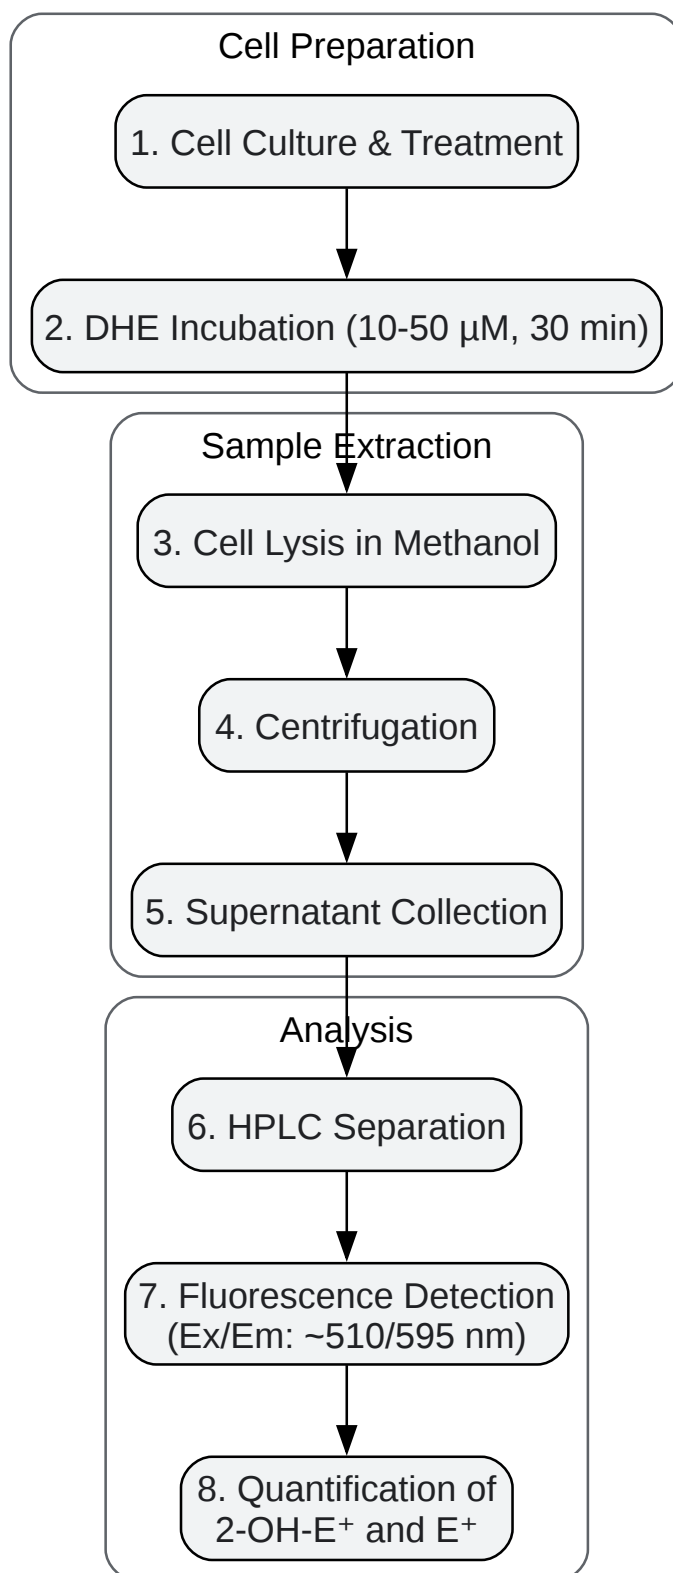 Cell Preparation
1. Cell Culture & Treatment
2. DHE Incubation (10-50 µM, 30 min)
Sample Extraction
3. Cell Lysis in Methanol
4. Centrifugation
5. Supernatant Collection
Analysis
6. HPLC Separation
7. Fluorescence Detection
(Ex/Em: ~510/595 nm)
8. Quantification of
2-OH-E⁺ and E⁺